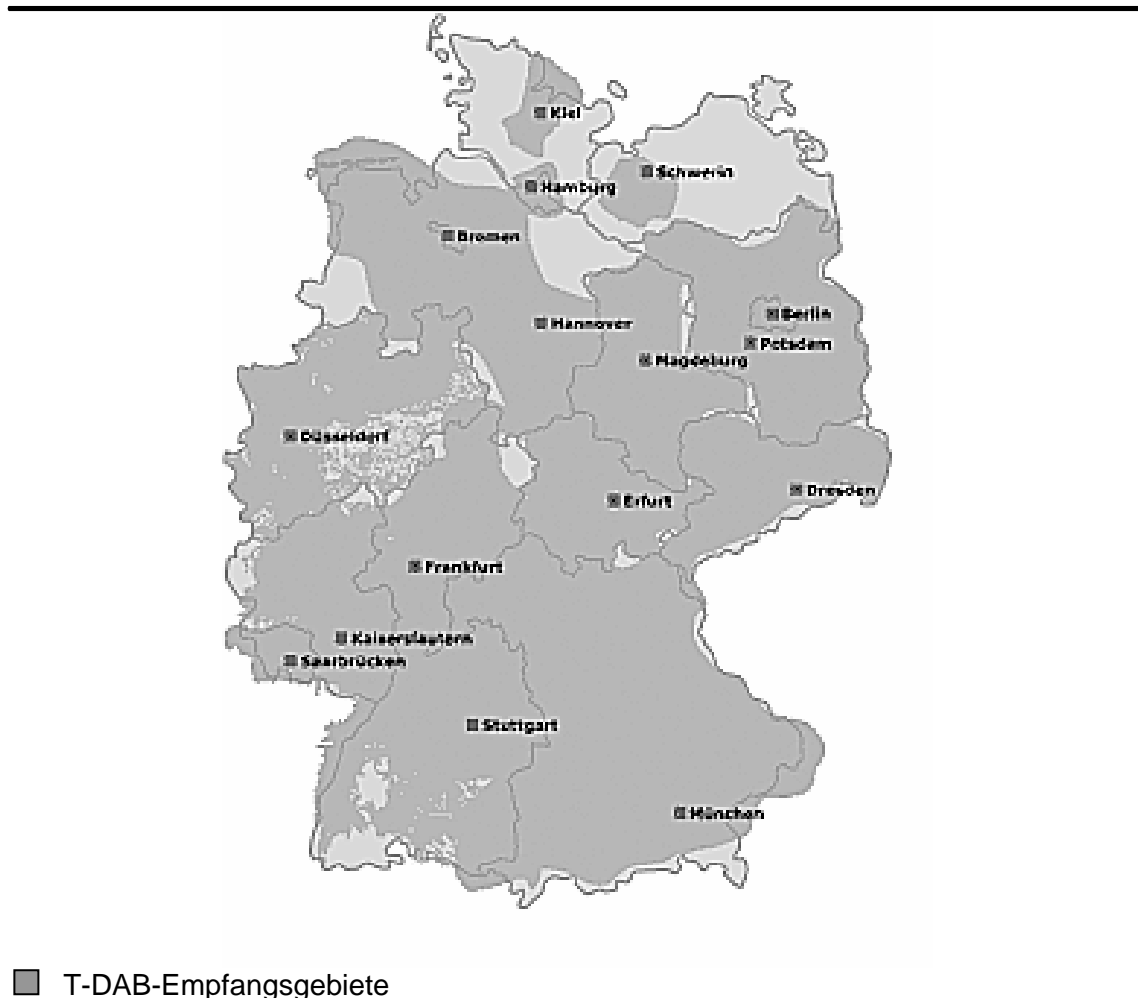 Kiel
Schwerin
Hamburg
Bremen
Berlin
Hannover
Potsdam
Magdeburg
Düsseldorf
Dresden
Erfurt
Frankfurt
Kaiserslautern
Saarbrücken
Stuttgart
München
T-DAB-Empfangsgebiete